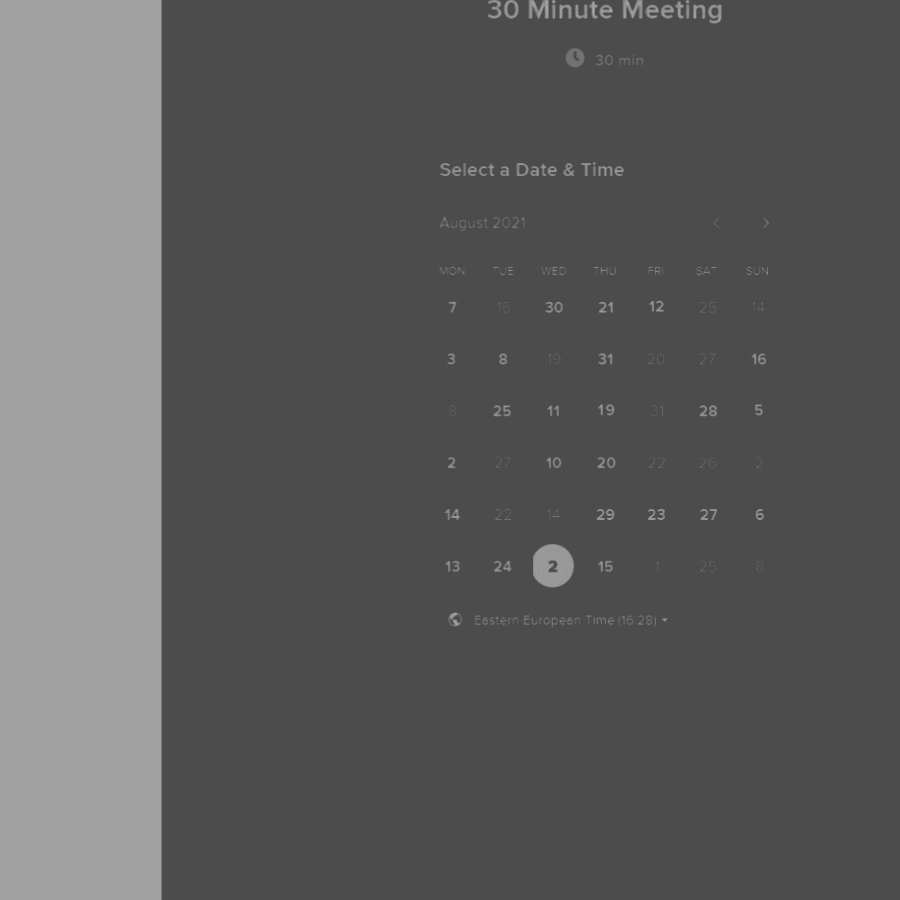 30 Minute Meeting
30 min
Select a Date & Time
August 2021
MON TUE WED THU FRI SAT SUN
7 16 30 21 12 25 14
3 8 19 31 20 27 16
8 25 11 19 31 28 5
2 27 10 20 22 26 2
14 22 14 29 23 27 6
13 24 2 15 1 25 8
Eastern European Time (16:28)